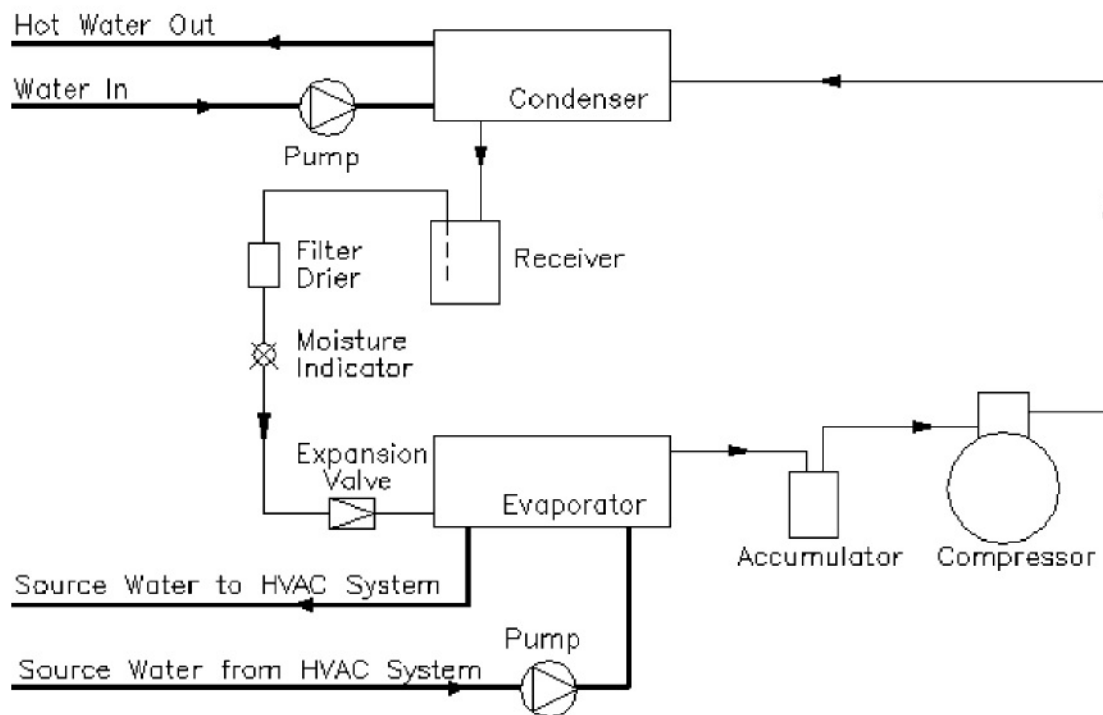 Hot Water Out
Water In
Condenser
Pump
Filter
Drier
Receiver
Moisture
Indicator
Expansion
Valve
Evaporator
Accumulator
Compressor
Source Water to HVAC System
Pump
Source Water from HVAC System